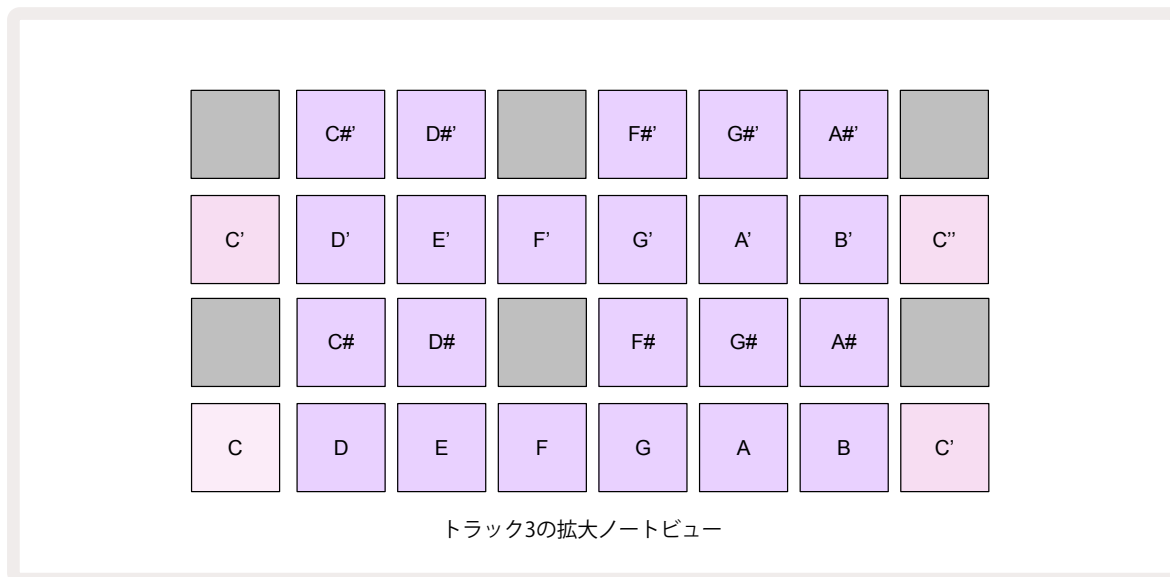 C#’ D#’ F#’ G#’ A#’
C’ D’ E’ F’ G’ A’ B’ C’’
C# D# F# G# A#
C D E F G A B C’
トラック3の拡大ノートビュー